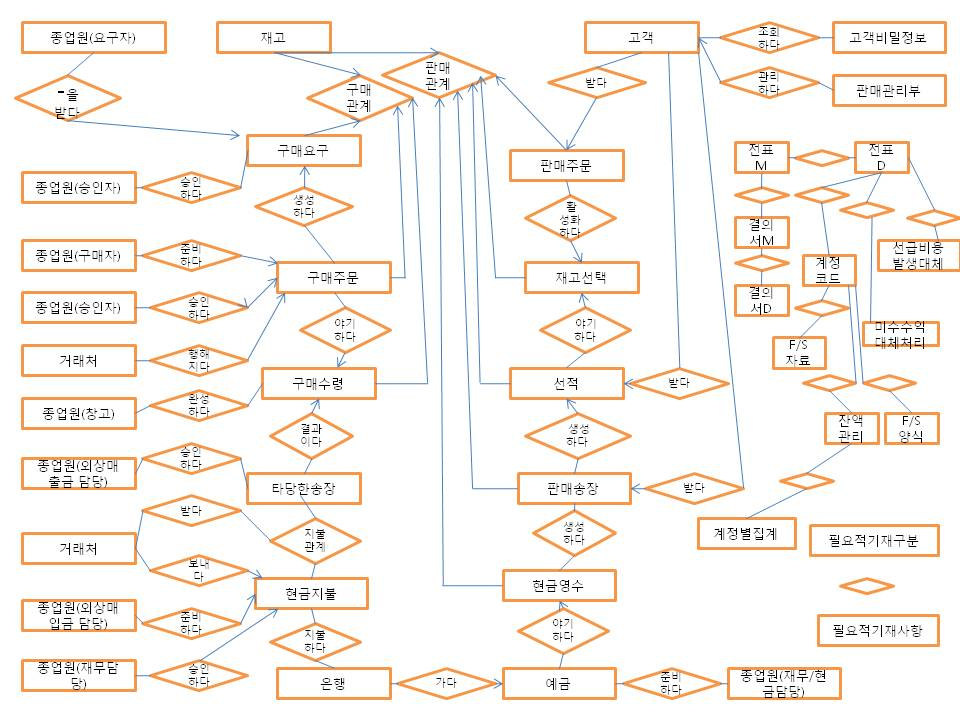 종업원(요구자)
재고
고객
조회
하다
고객비밀정보
판매
관계
관리
하다
판매관리부
받다
-을
받다
구매
관계
구매요구
판매주문
전표
M
전표
D
종업원(승인자)
승인
하다
생성
하다
활
성화
하다
결의
서M
선급비용
발생대체
종업원(구매자)
준비
하다
구매주문
재고선택
계정
코드
결의
서D
종업원(승인자)
승인
하다
야기
하다
야기
하다
미수수익
대체처리
거래처
행해
지다
F/S
자료
구매수령
선적
받다
종업원(창고)
완성
하다
결과
이다
생성
하다
잔액
관리
F/S
양식
종업원(외상매
출금 담당)
승인
하다
타당한송장
판매송장
받다
받다
거래처
지불
관계
생성
하다
계정별집계
필요적기재구분
보내
다
현금지불
현금영수
종업원(외상매
입금 담당)
준비
하다
지불
하다
야기
하다
필요적기재사항
종업원(재무담
당)
승인
하다
은행
가다
예금
준비
하다
종업원(재무/현
금담당)